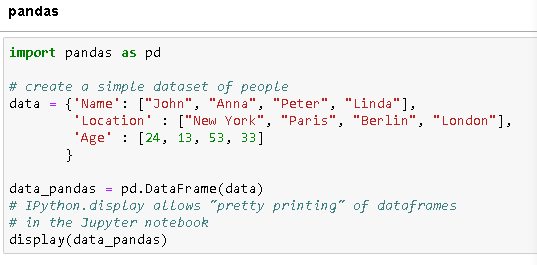 pandas
import pandas as pd
# create a simple dataset of people
data = {'Name': ["John", "Anna", "Peter", "Linda"],
'Location' : ["New York", "Paris", "Berlin", "London"],
'Age' : [24, 13, 53, 33]
}
data_pandas = pd.DataFrame(data)
# IPython.display allows "pretty printing" of dataframes
# in the Jupyter notebook
display(data_pandas)